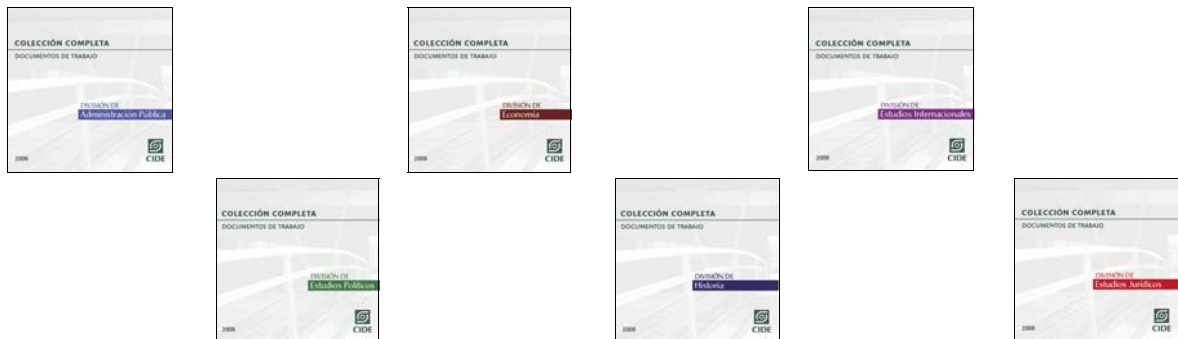 COLECCIÓN COMPLETA
DOCUMENTOS DE TRABAJO
DIVISIÓN DE
Administración Pública
2008
CIDE
COLECCIÓN COMPLETA
DOCUMENTOS DE TRABAJO
DIVISIÓN DE
Economía
2008
CIDE
COLECCIÓN COMPLETA
DOCUMENTOS DE TRABAJO
DIVISIÓN DE
Estudios Internacionales
2008
CIDE
COLECCIÓN COMPLETA
DOCUMENTOS DE TRABAJO
DIVISIÓN DE
Estudios Políticos
2008
CIDE
COLECCIÓN COMPLETA
DOCUMENTOS DE TRABAJO
DIVISIÓN DE
Historia
2008
CIDE
COLECCIÓN COMPLETA
DOCUMENTOS DE TRABAJO
DIVISIÓN DE
Estudios Jurídicos
2008
CIDE